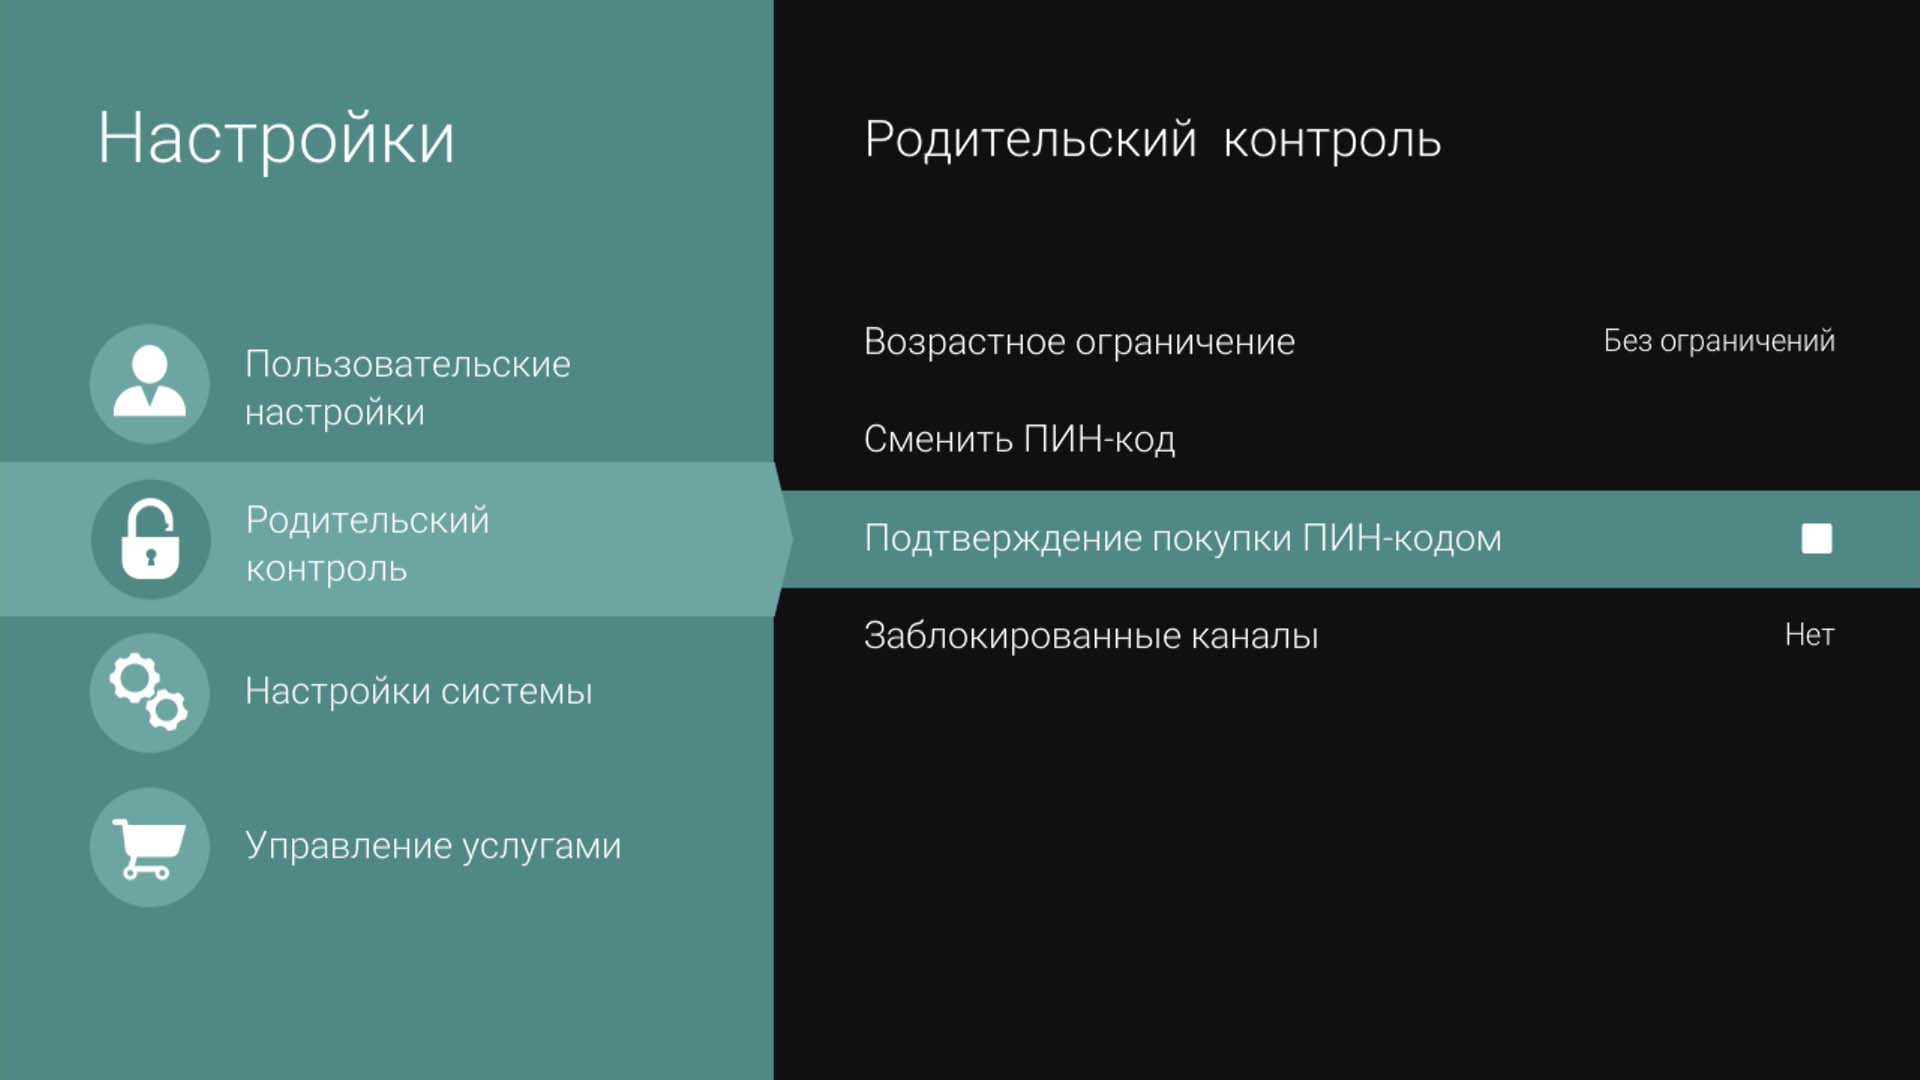 Настройки
Пользовательские
настройки
Родительский
контроль
Настройки системы
Управление услугами
Родительский контроль
Возрастное ограничение Без ограничений
Сменить ПИН-код
Подтверждение покупки ПИН-кодом
Заблокированные каналы Нет